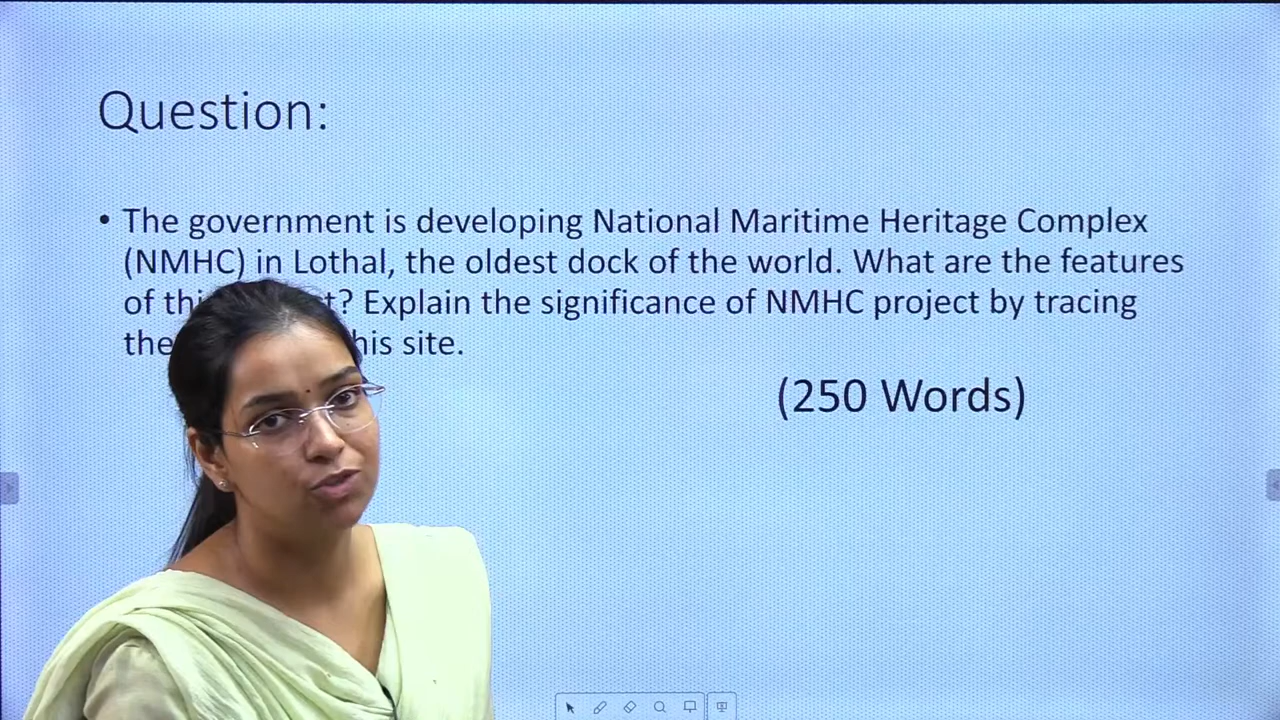 Question:
• The government is developing National Maritime Heritage Complex
(NMHC) in Lothal, the oldest dock of the world. What are the features
of t? Explain the significance of NMHC project by tracing
the his site.
(250 Words)